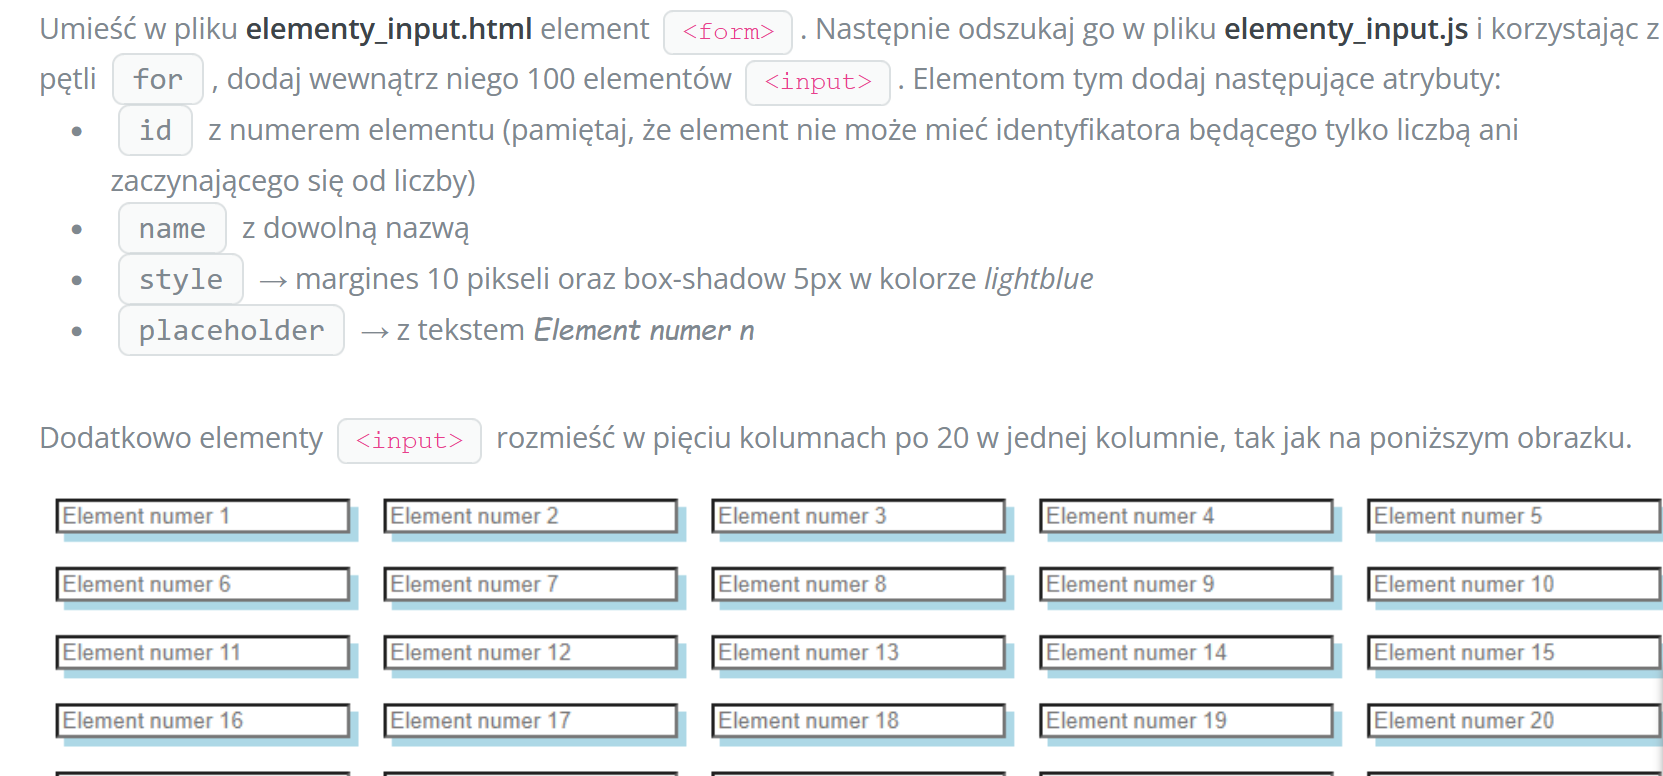 Umieść w pliku elementy_input.html element <form> . Następnie odszukaj go w pliku elementy_input.js i korzystając z
pętli for , dodaj wewnątrz niego 100 elementów <input> . Elementom tym dodaj następujące atrybuty:
• id z numerem elementu (pamiętaj, że element nie może mieć identyfikatora będącego tylko liczbą ani
zaczynającego się od liczby)
• name z dowolną nazwą
• style → margines 10 pikseli oraz box-shadow 5px w kolorze lightblue
• placeholder → z tekstem Element numer n
Dodatkowo elementy <input> rozmieść w pięciu kolumnach po 20 w jednej kolumnie, tak jak na poniższym obrazku.
Element numer 1 Element numer 2 Element numer 3 Element numer 4 Element numer 5
Element numer 6 Element numer 7 Element numer 8 Element numer 9 Element numer 10
Element numer 11 Element numer 12 Element numer 13 Element numer 14 Element numer 15
Element numer 16 Element numer 17 Element numer 18 Element numer 19 Element numer 20